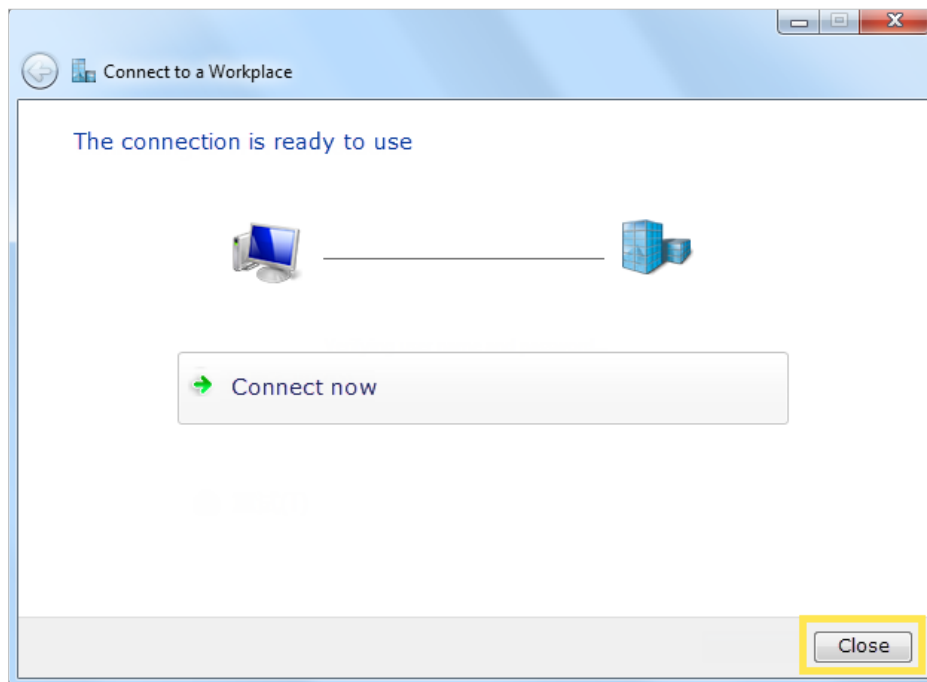 Connect to a Workplace
The connection is ready to use
Connect now
Close